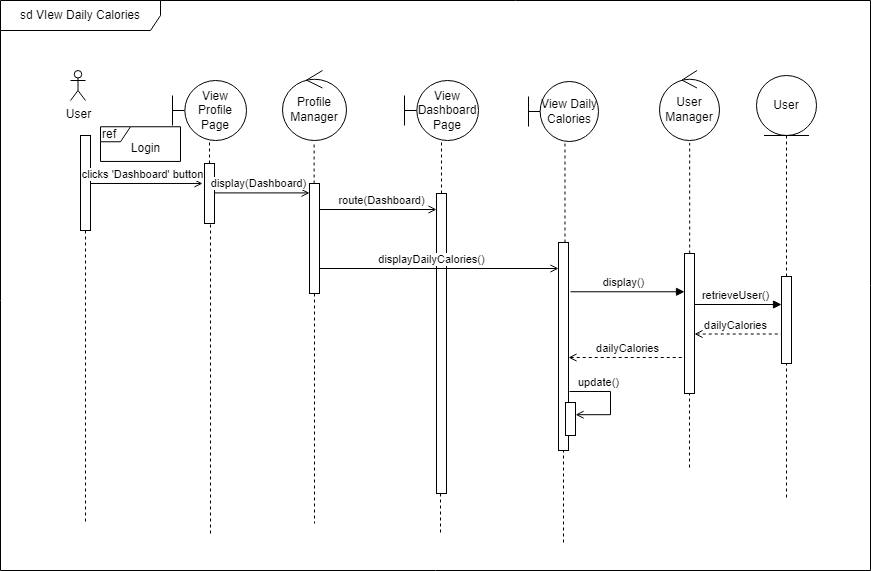 sd VIew Daily Calories
User
View
Profile
Page
Profile
Manager
View
Dashboard
Page
View Daily
Calories
User
Manager
User
ref
Login
clicks 'Dashboard' button
display(Dashboard)
route(Dashboard)
displayDailyCalories()
display()
retrieveUser()
dailyCalories
dailyCalories
update()